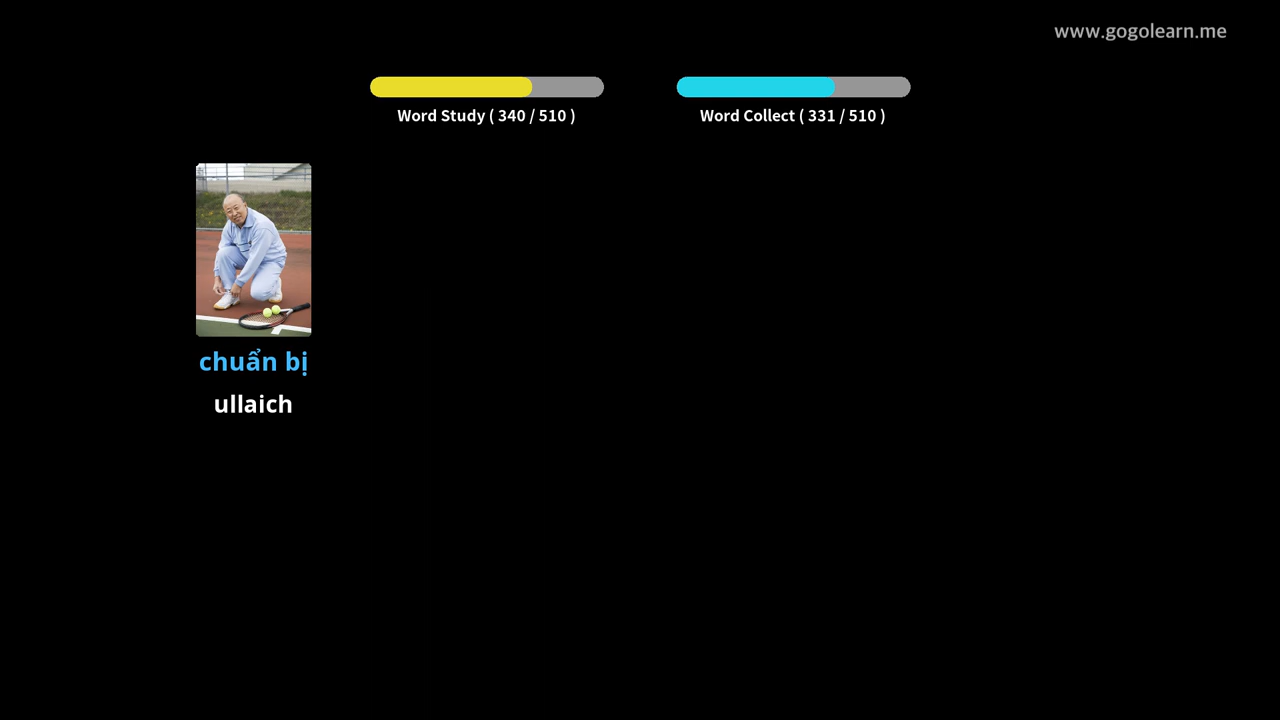 www.gogolearn.me
Word Study ( 340 / 510 )
Word Collect ( 331 / 510 )
chuẩn bị
ullaich